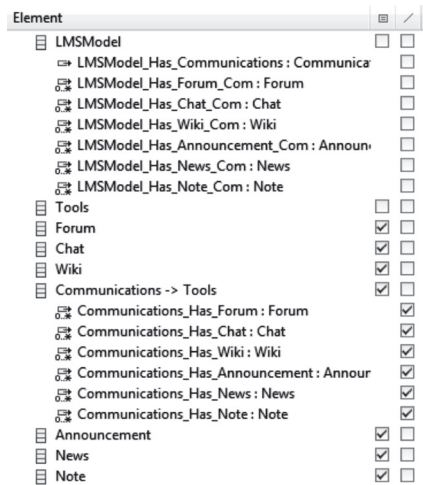 Element
LMSModel
LMSModel_Has_Communications : Communica
LMSModel_Has_Forum_Com : Forum
LMSModel_Has_Chat_Com : Chat
LMSModel_Has_Wiki_Com : Wiki
LMSModel_Has_Announcement_Com : Announ
LMSModel_Has_News_Com : News
LMSModel_Has_Note_Com : Note
Tools
Forum
Chat
Wiki
Communications -> Tools
Communications_Has_Forum : Forum
Communications_Has_Chat : Chat
Communications_Has_Wiki : Wiki
Communications_Has_Announcement : Announ
Communications_Has_News : News
Communications_Has_Note : Note
Announcement
News
Note